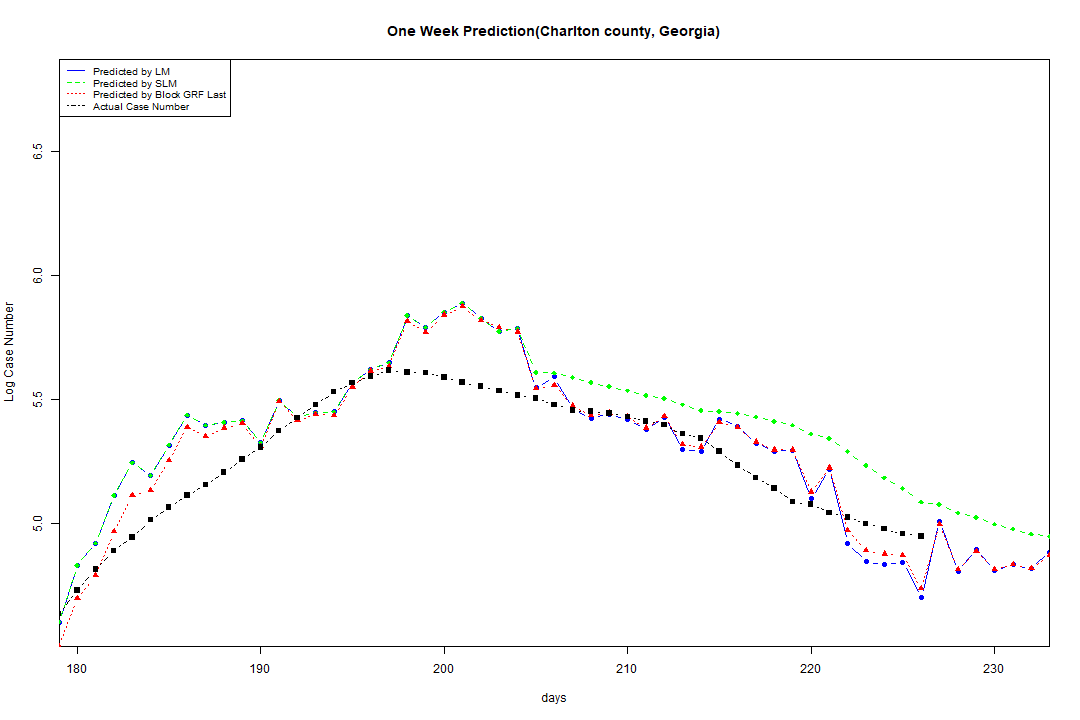 One Week Prediction(Charlton county, Georgia)
Predicted by LM
Predicted by SLM
Predicted by Block GRF Last
Actual Case Number
6.5
6.0
5.5
5.0
Log Case Number
180 190 200 210 220 230
days